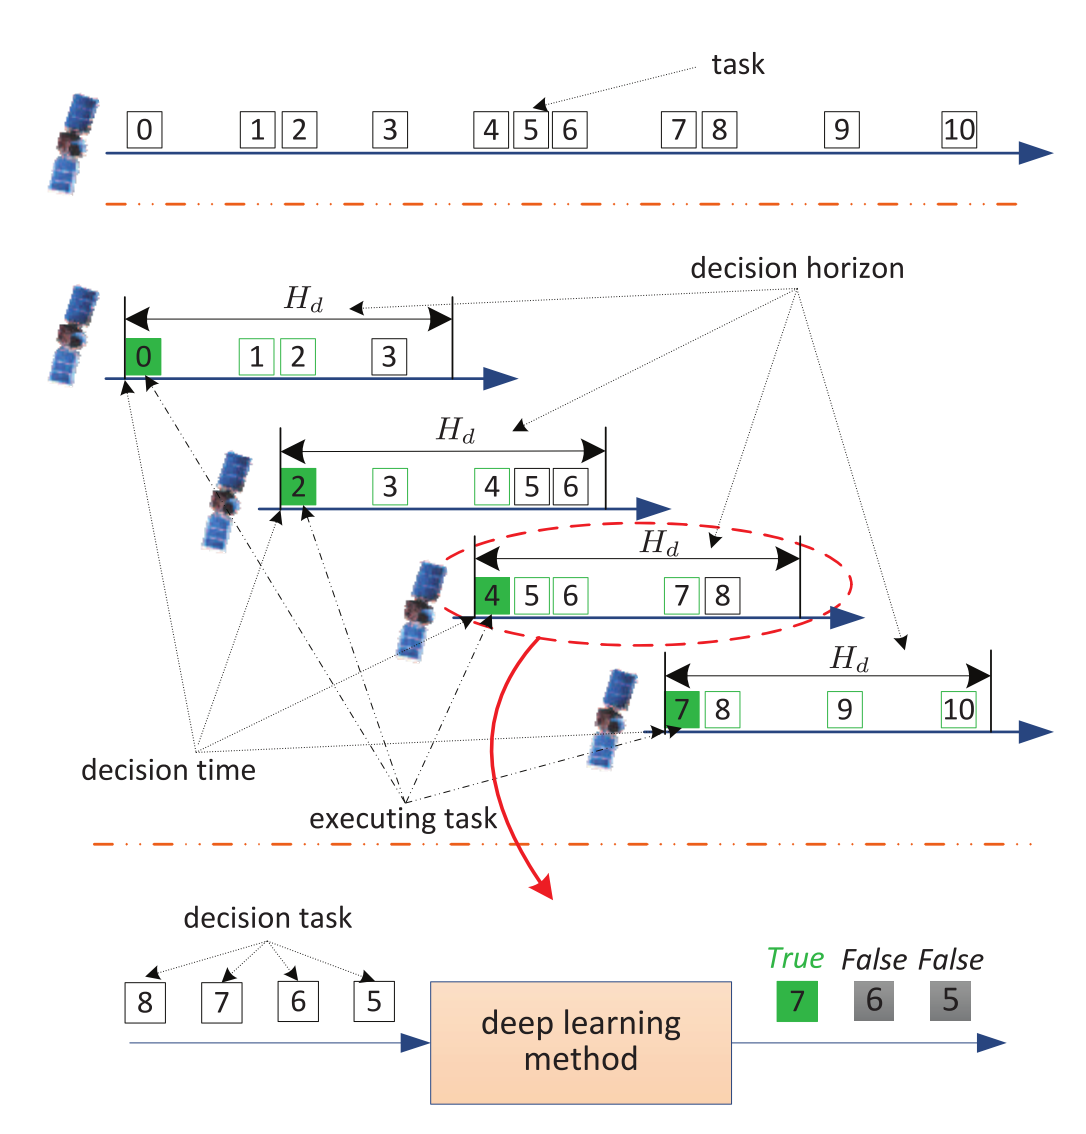 task
0 1 2 3 4 5 6 7 8 9 10
decision horizon
H_d
0 1 2 3
H_d
2 3 4 5 6
H_d
4 5 6 7 8
H_d
7 8 9 10
decision time
executing task
decision task
8 7 6 5
deep learning
method
True False False
7 6 5